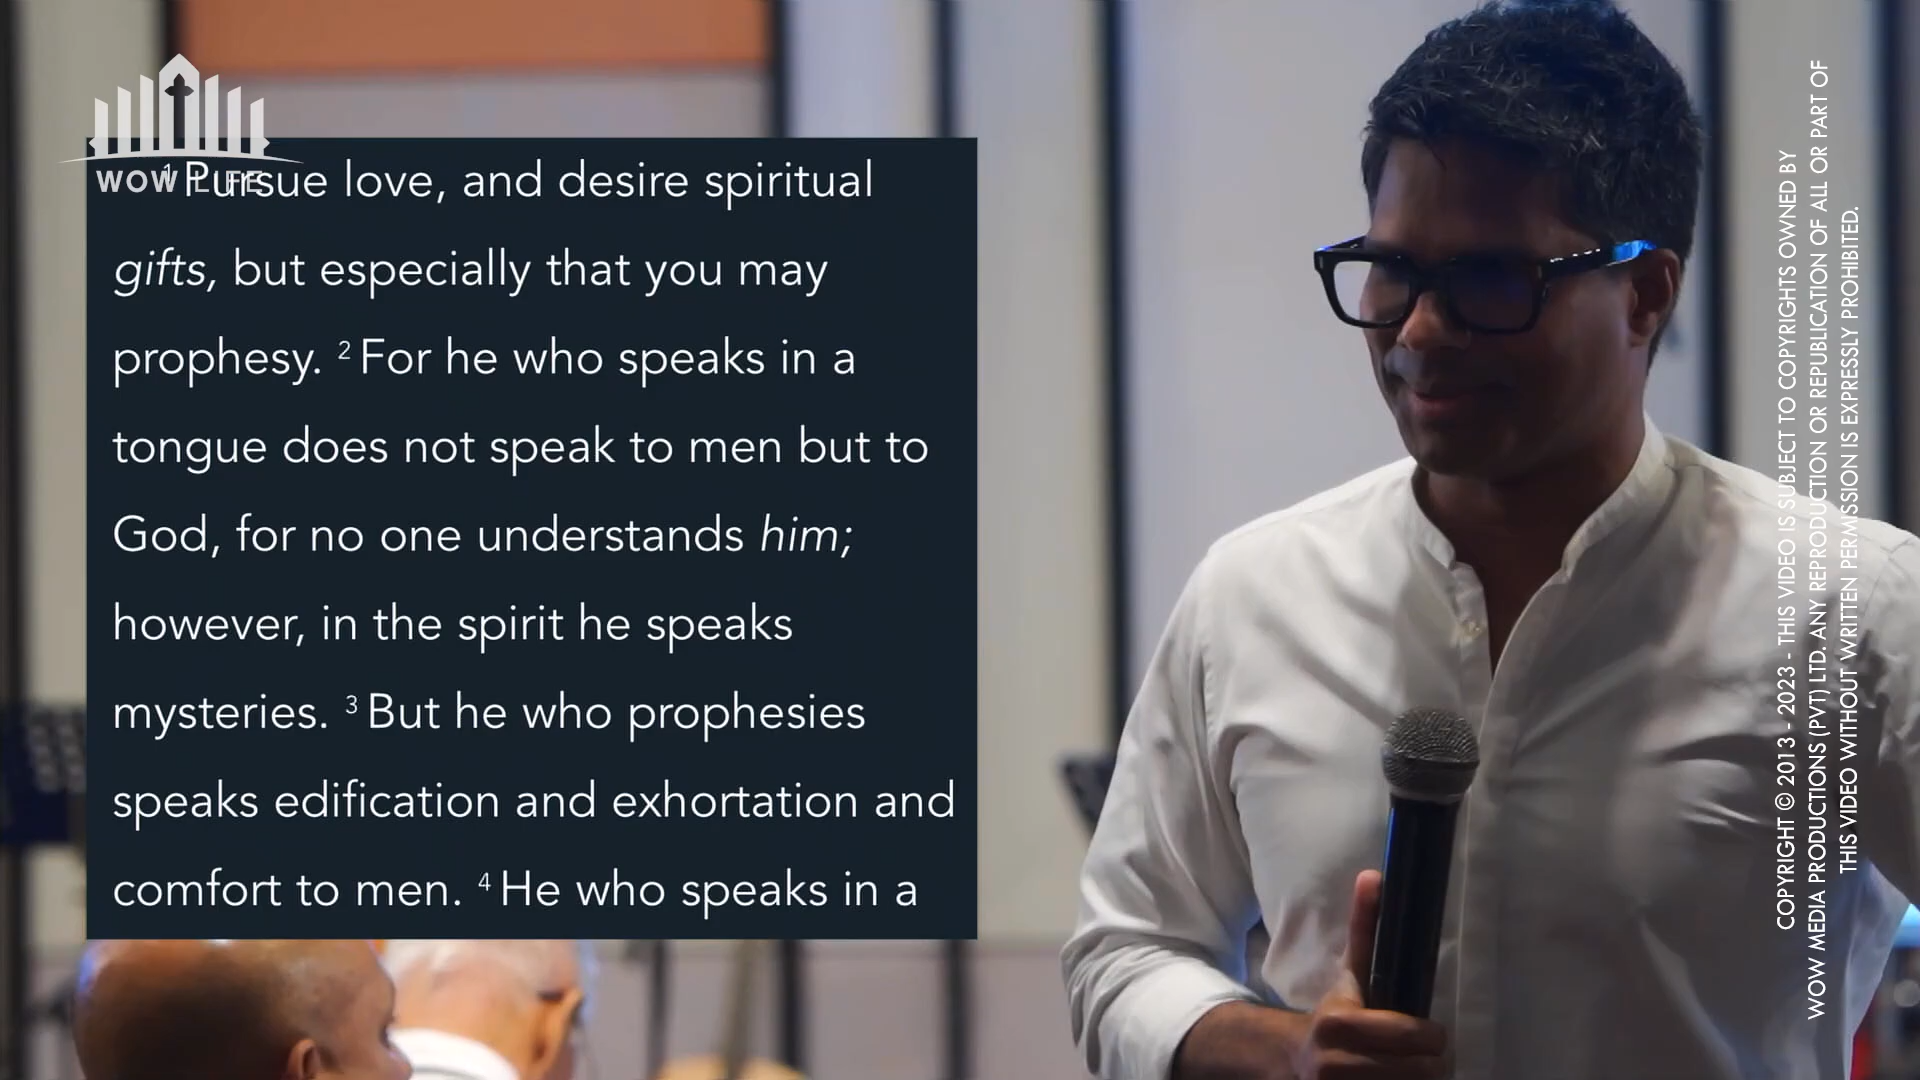 WOW LIFE
1 Pursue love, and desire spiritual
gifts, but especially that you may
prophesy. 2 For he who speaks in a
tongue does not speak to men but to
God, for no one understands him;
however, in the spirit he speaks
mysteries. 3 But he who prophesies
speaks edification and exhortation and
comfort to men. 4 He who speaks in a
COPYRIGHT © 2013 - 2023 - THIS VIDEO IS SUBJECT TO COPYRIGHTS OWNED BY
WOW MEDIA PRODUCTIONS (PVT) LTD. ANY REPRODUCTION OR REPUBLICATION OF ALL OR PART OF
THIS VIDEO WITHOUT WRITTEN PERMISSION IS EXPRESSLY PROHIBITED.